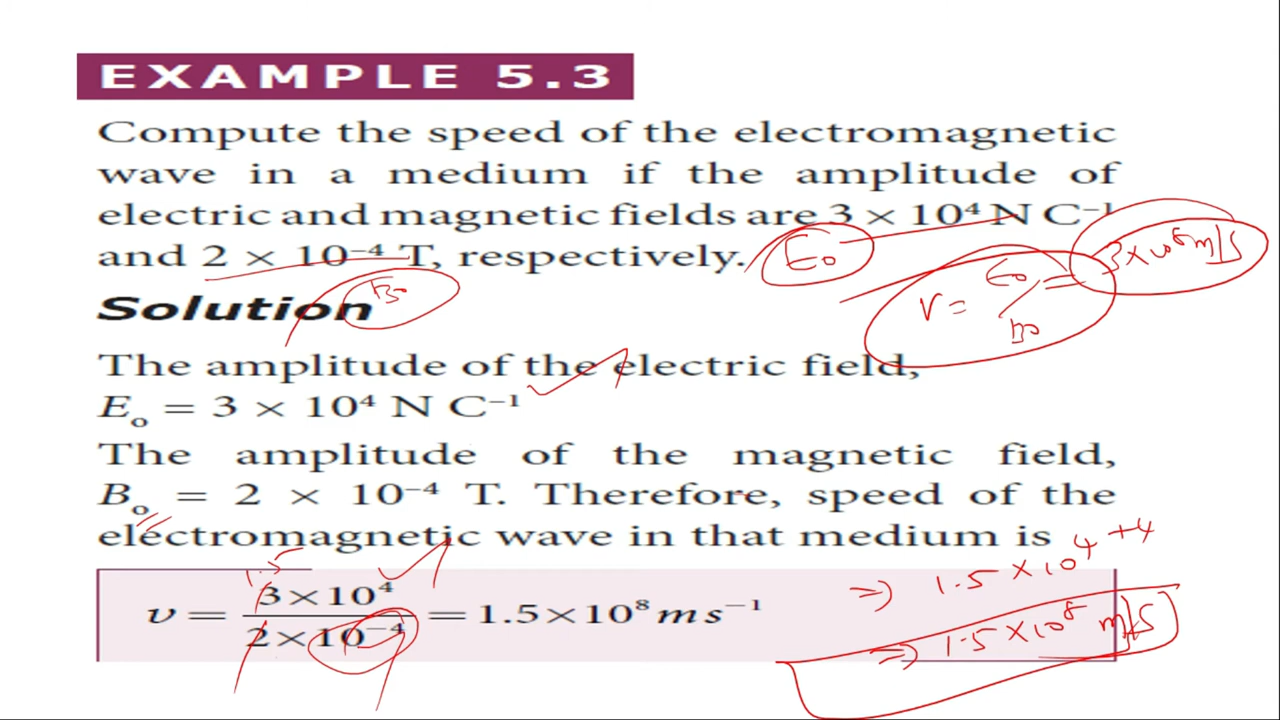 EXAMPLE 5.3
Compute the speed of the electromagnetic
wave in a medium if the amplitude of
electric and magnetic fields are 3 × 10⁴ N C⁻¹
and 2 × 10⁻⁴ T, respectively.
E₀
3×10⁸ m/s
V = E₀/B₀ =
B₀
Solution
The amplitude of the electric field,
E₀ = 3 × 10⁴ N C⁻¹
The amplitude of the magnetic field,
B₀ = 2 × 10⁻⁴ T. Therefore, speed of the
electromagnetic wave in that medium is
1.5
υ = 3×10⁴ / 2×10⁻⁴ = 1.5×10⁸ m s⁻¹
⇒ 1.5 × 10⁴⁺⁴
⇒ 1.5 × 10⁸ m/s